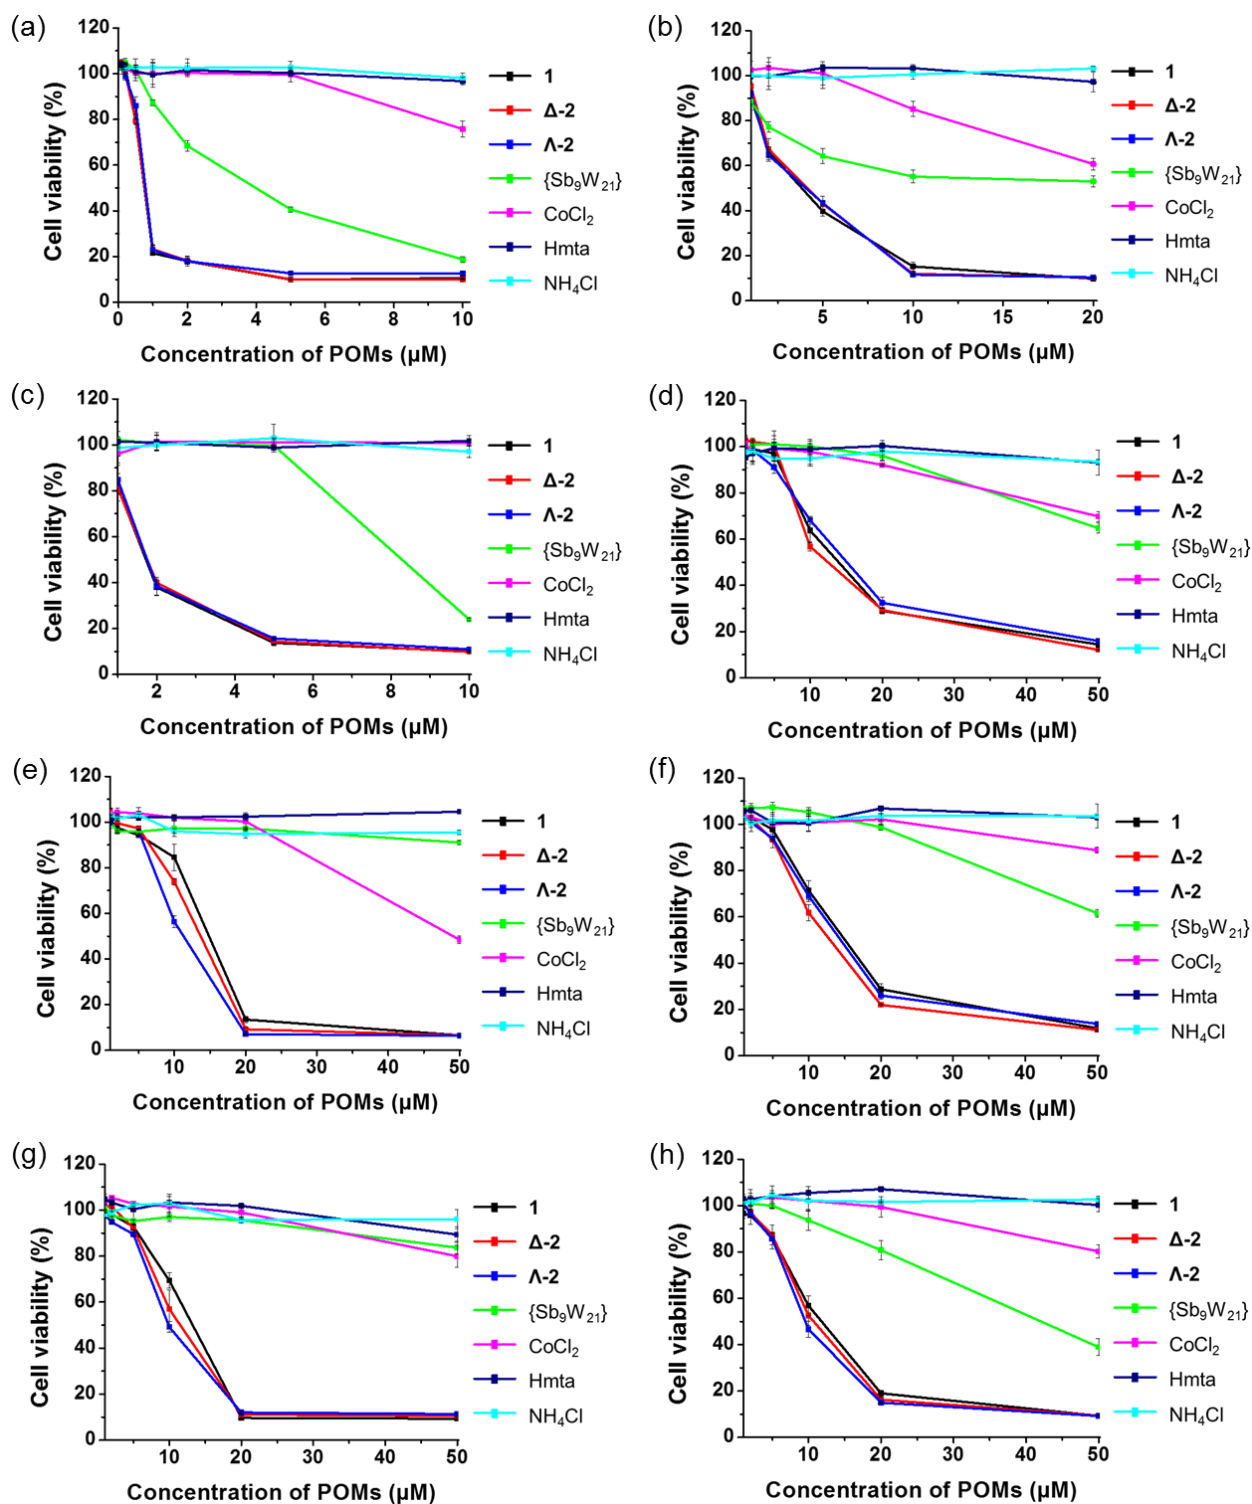 (a)
120
100
80
60
40
20
0
Cell viability (%)
0 2 4 6 8 10
Concentration of POMs (μM)
1
Δ-2
Λ-2
{Sb₉W₂₁}
CoCl₂
Hmta
NH₄Cl
(b)
120
100
80
60
40
20
0
Cell viability (%)
5 10 15 20
Concentration of POMs (μM)
1
Δ-2
Λ-2
{Sb₉W₂₁}
CoCl₂
Hmta
NH₄Cl
(c)
120
100
80
60
40
20
0
Cell viability (%)
2 4 6 8 10
Concentration of POMs (μM)
1
Δ-2
Λ-2
{Sb₉W₂₁}
CoCl₂
Hmta
NH₄Cl
(d)
120
100
80
60
40
20
0
Cell viability (%)
10 20 30 40 50
Concentration of POMs (μM)
1
Δ-2
Λ-2
{Sb₉W₂₁}
CoCl₂
Hmta
NH₄Cl
(e)
120
100
80
60
40
20
0
Cell viability (%)
10 20 30 40 50
Concentration of POMs (μM)
1
Δ-2
Λ-2
{Sb₉W₂₁}
CoCl₂
Hmta
NH₄Cl
(f)
120
100
80
60
40
20
0
Cell viability (%)
10 20 30 40 50
Concentration of POMs (μM)
1
Δ-2
Λ-2
{Sb₉W₂₁}
CoCl₂
Hmta
NH₄Cl
(g)
120
100
80
60
40
20
0
Cell viability (%)
10 20 30 40 50
Concentration of POMs (μM)
1
Δ-2
Λ-2
{Sb₉W₂₁}
CoCl₂
Hmta
NH₄Cl
(h)
120
100
80
60
40
20
0
Cell viability (%)
10 20 30 40 50
Concentration of POMs (μM)
1
Δ-2
Λ-2
{Sb₉W₂₁}
CoCl₂
Hmta
NH₄Cl